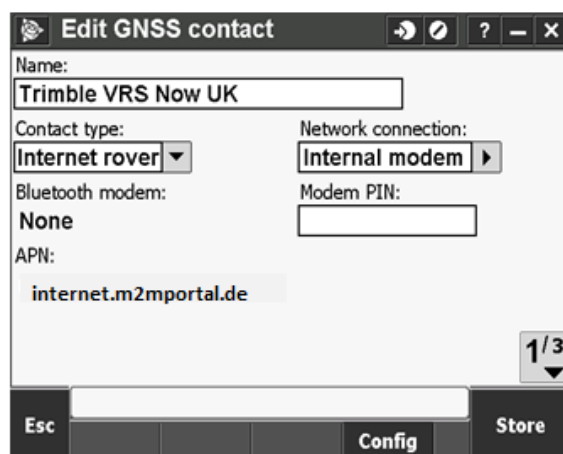 Edit GNSS contact ? – ×
Name:
Trimble VRS Now UK
Contact type: Network connection:
Internet rover Internal modem
Bluetooth modem: Modem PIN:
None
APN:
internet.m2mportal.de
1/3
Esc Config Store